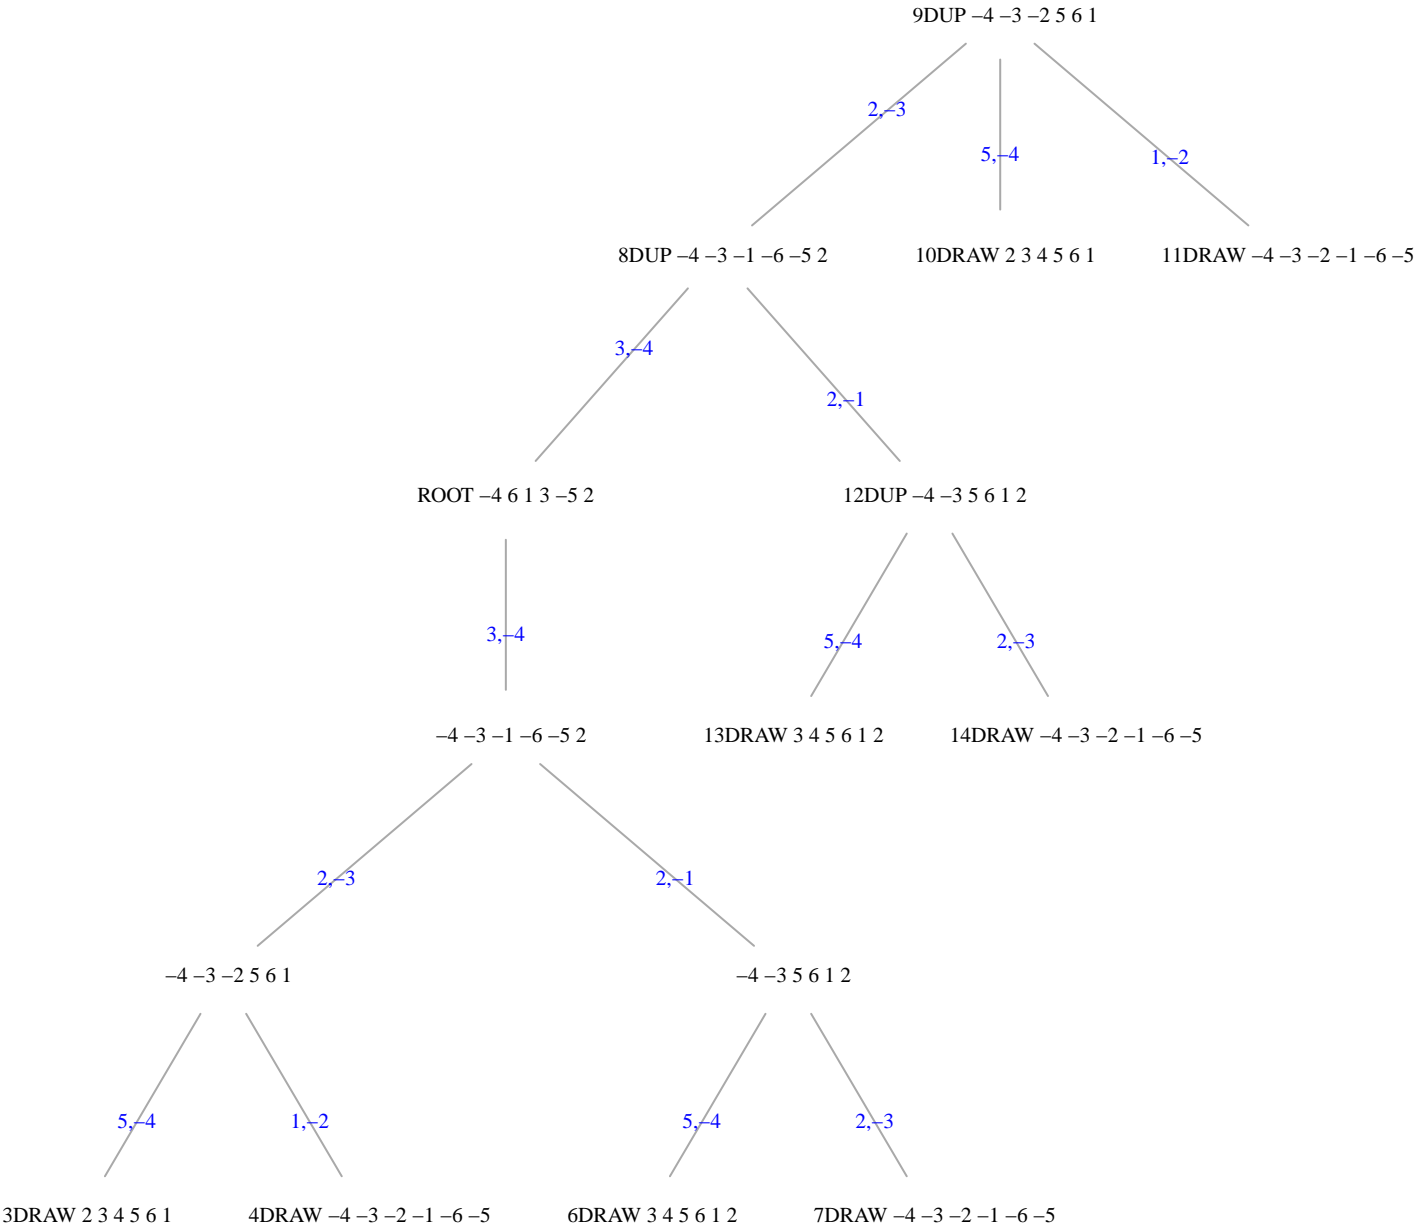 9DUP –4 –3 –2 5 6 1
2,–3
5,–4
1,–2
8DUP –4 –3 –1 –6 –5 2
10DRAW 2 3 4 5 6 1
11DRAW –4 –3 –2 –1 –6 –5
3,–4
2,–1
ROOT –4 6 1 3 –5 2
12DUP –4 –3 5 6 1 2
3,–4
5,–4
2,–3
–4 –3 –1 –6 –5 2
13DRAW 3 4 5 6 1 2
14DRAW –4 –3 –2 –1 –6 –5
2,–3
2,–1
–4 –3 –2 5 6 1
–4 –3 5 6 1 2
5,–4
1,–2
5,–4
2,–3
3DRAW 2 3 4 5 6 1
4DRAW –4 –3 –2 –1 –6 –5
6DRAW 3 4 5 6 1 2
7DRAW –4 –3 –2 –1 –6 –5